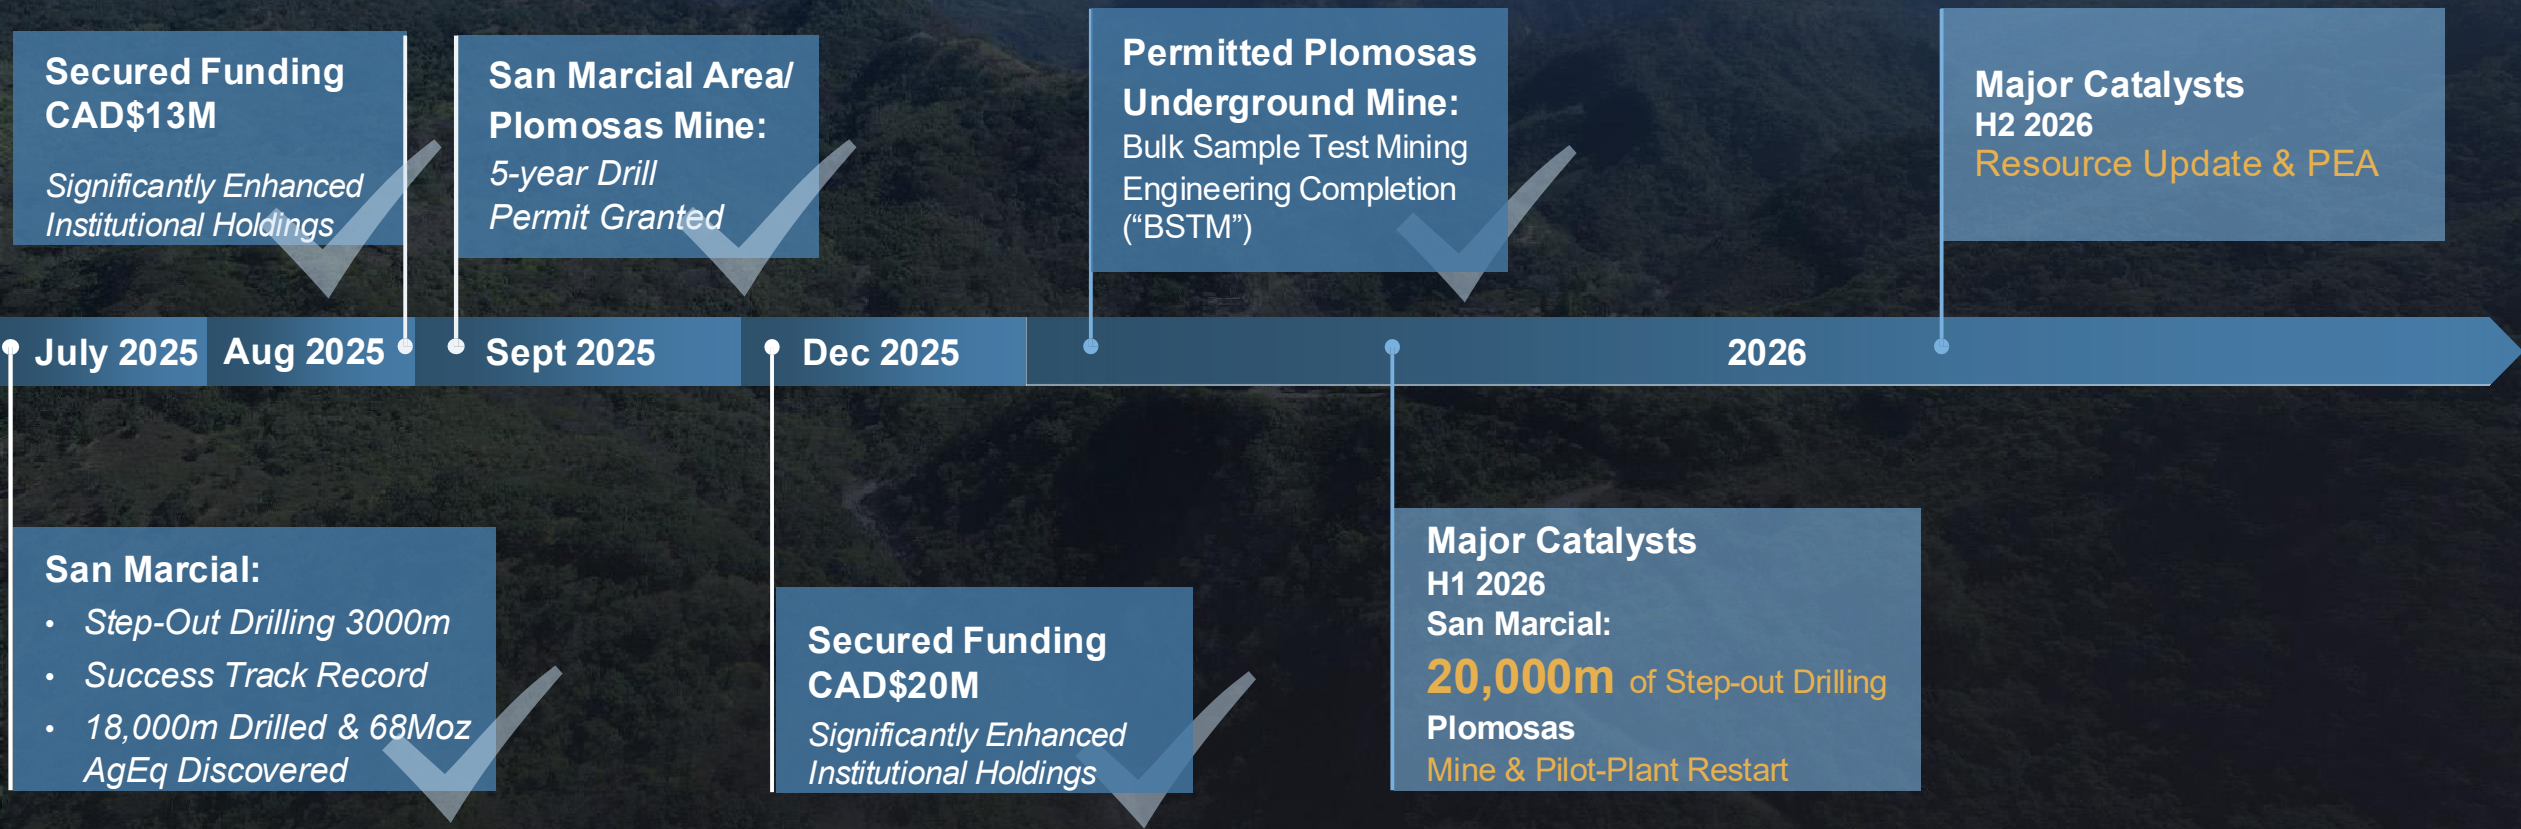 Secured Funding
CAD$13M
Significantly Enhanced
Institutional Holdings
San Marcial Area/
Plomosas Mine:
5-year Drill
Permit Granted
Permitted Plomosas
Underground Mine:
Bulk Sample Test Mining
Engineering Completion
(“BSTM”)
Major Catalysts
H2 2026
Resource Update & PEA
July 2025
Aug 2025
Sept 2025
Dec 2025
2026
San Marcial:
• Step-Out Drilling 3000m
• Success Track Record
• 18,000m Drilled & 68Moz
AgEq Discovered
Secured Funding
CAD$20M
Significantly Enhanced
Institutional Holdings
Major Catalysts
H1 2026
San Marcial:
20,000m of Step-out Drilling
Plomosas
Mine & Pilot-Plant Restart